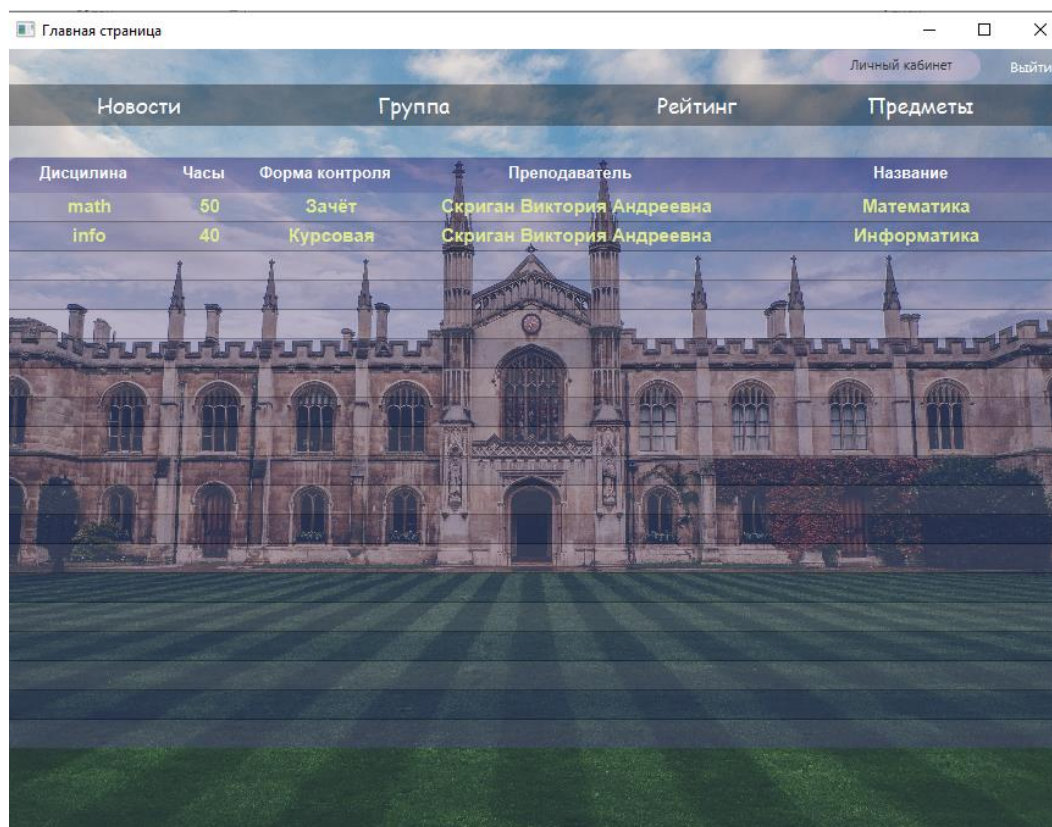 Главная страница
Личный кабинет Выйти
Новости Группа Рейтинг Предметы
Дисцилина Часы Форма контроля Преподаватель Название
math 50 Зачёт Скриган Виктория Андреевна Математика
info 40 Курсовая Скриган Виктория Андреевна Информатика